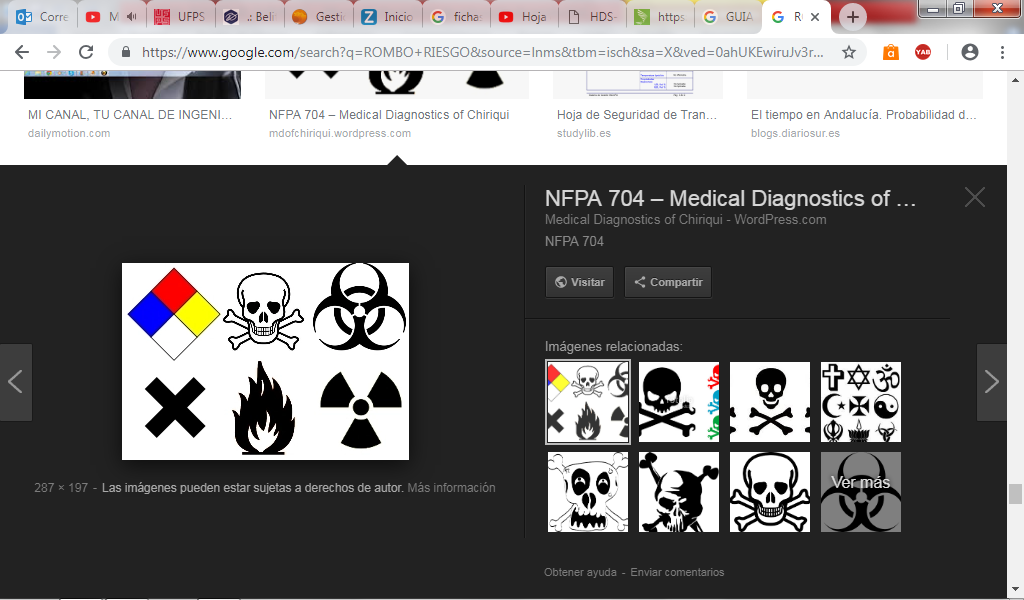 Corre
M
UFPS
.: Beli
Gestic
Inicio
fichas
Hoja
HDS-
https
GUIA
https://www.google.com/search?q=ROMBO+RIESGO&source=lnms&tbm=isch&sa=X&ved=0ahUKEwiruJv3r...
YAB
MI CANAL, TU CANAL DE INGENI...
dailymotion.com
NFPA 704 – Medical Diagnostics of Chiriqui
mdofchiriqui.wordpress.com
Hoja de Seguridad de Tran...
studylib.es
El tiempo en Andalucía. Probabilidad d...
blogs.diariosur.es
NFPA 704 – Medical Diagnostics of ...
Medical Diagnostics of Chiriqui - WordPress.com
NFPA 704
Visitar
Compartir
Imágenes relacionadas:
Ver más
287 × 197 - Las imágenes pueden estar sujetas a derechos de autor. Más información
Obtener ayuda - Enviar comentarios